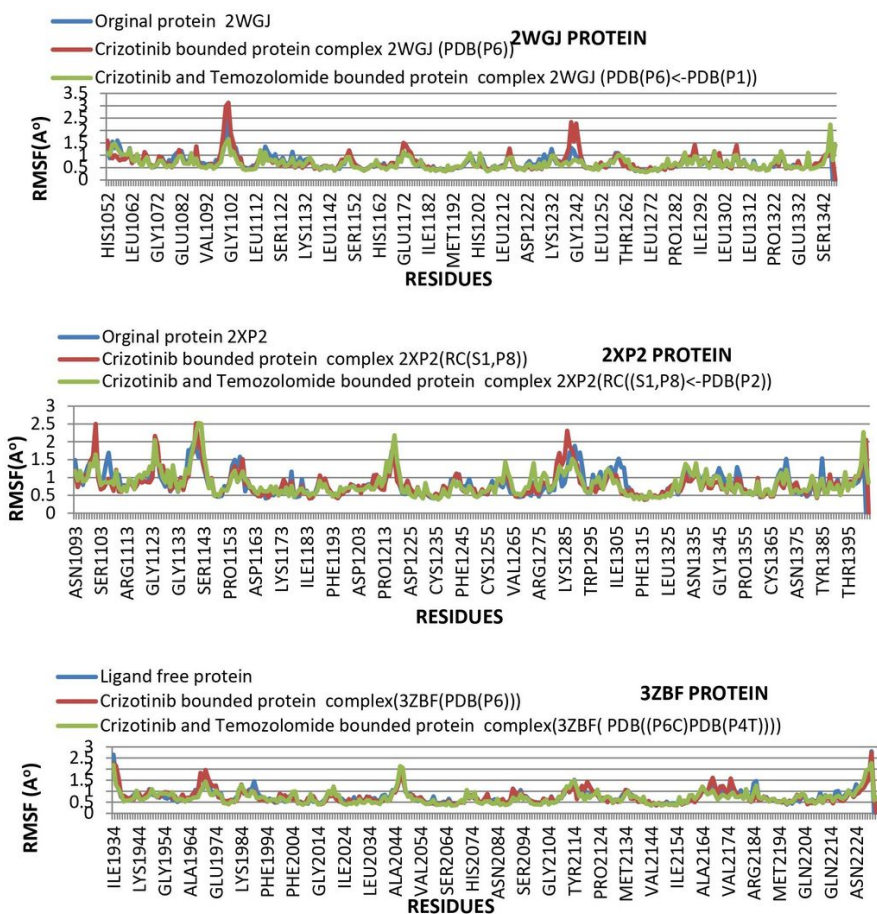 Orginal protein 2WGJ
2WGJ PROTEIN
Crizotinib bounded protein complex 2WGJ (PDB(P6))
Crizotinib and Temozolomide bounded protein complex 2WGJ (PDB(P6)<-PDB(P1))
RMSF(A°)
3.5
3
2.5
2
1.5
1
0.5
0
HIS1052 LEU1062 GLY1072 GLU1082 VAL1092 GLY1102 LEU1112 SER1122 LYS1132 LEU1142 SER1152 HIS1162 GLU1172 ILE1182 MET1192 HIS1202 LEU1212 ASP1222 LYS1232 GLY1242 LEU1252 THR1262 LEU1272 PRO1282 ILE1292 LEU1302 LEU1312 PRO1322 GLU1332 SER1342
RESIDUES
Orginal protein 2XP2
2XP2 PROTEIN
Crizotinib bounded protein complex 2XP2(RC(S1,P8))
Crizotinib and Temozolomide bounded protein complex 2XP2(RC((S1,P8)<-PDB(P2))
RMSF(A°)
3
2.5
2
1.5
1
0.5
0
ASN1093 SER1103 ARG1113 GLY1123 GLY1133 SER1143 PRO1153 ASP1163 LYS1173 ILE1183 PHE1193 ASP1203 PRO1213 ASP1225 CYS1235 PHE1245 CYS1255 VAL1265 ARG1275 LYS1285 TRP1295 ILE1305 PHE1315 LEU1325 ASN1335 GLY1345 PRO1355 CYS1365 ASN1375 TYR1385 THR1395
RESIDUES
Ligand free protein
3ZBF PROTEIN
Crizotinib bounded protein complex(3ZBF(PDB(P6)))
Crizotinib and Temozolomide bounded protein complex(3ZBF( PDB((P6C)PDB(P4T))))
RMSF (A°)
3
2.5
2
1.5
1
0.5
0
ILE1934 LYS1944 GLY1954 ALA1964 GLU1974 LYS1984 PHE1994 PHE2004 GLY2014 ILE2024 LEU2034 ALA2044 VAL2054 SER2064 HIS2074 ASN2084 SER2094 GLY2104 TYR2114 PRO2124 MET2134 VAL2144 ILE2154 ALA2164 VAL2174 ARG2184 MET2194 GLN2204 GLN2214 ASN2224
RESIDUES